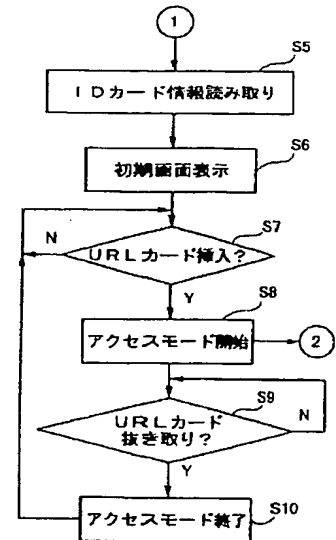 1
S5
ＩＤカード情報読み取り
S6
初期画面表示
S7
N
ＵＲＬカード挿入？
Y
S8
アクセスモード開始
2
S9
ＵＲＬカード
抜き取り？
N
Y
S10
アクセスモード終了